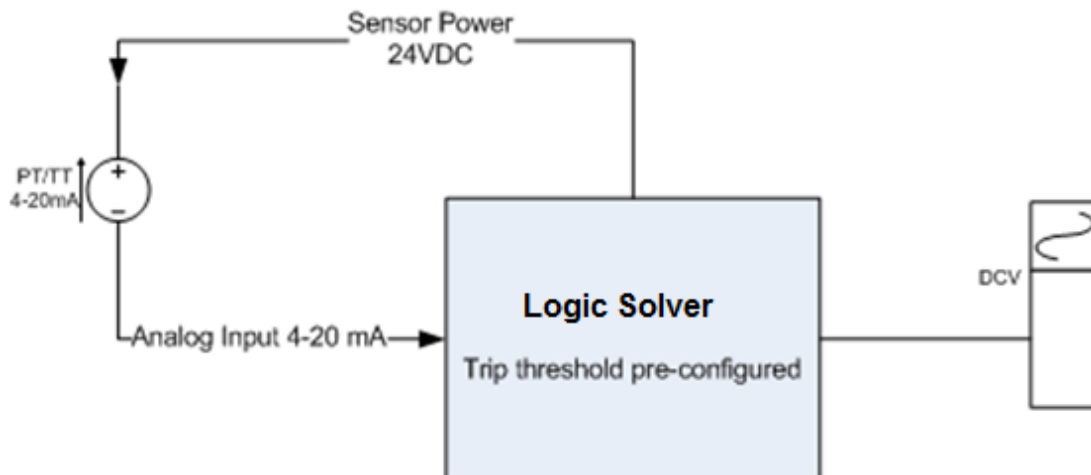 Sensor Power
24VDC
PT/TT
4-20mA
+
–
Analog Input 4-20 mA
Logic Solver
Trip threshold pre-configured
DCV